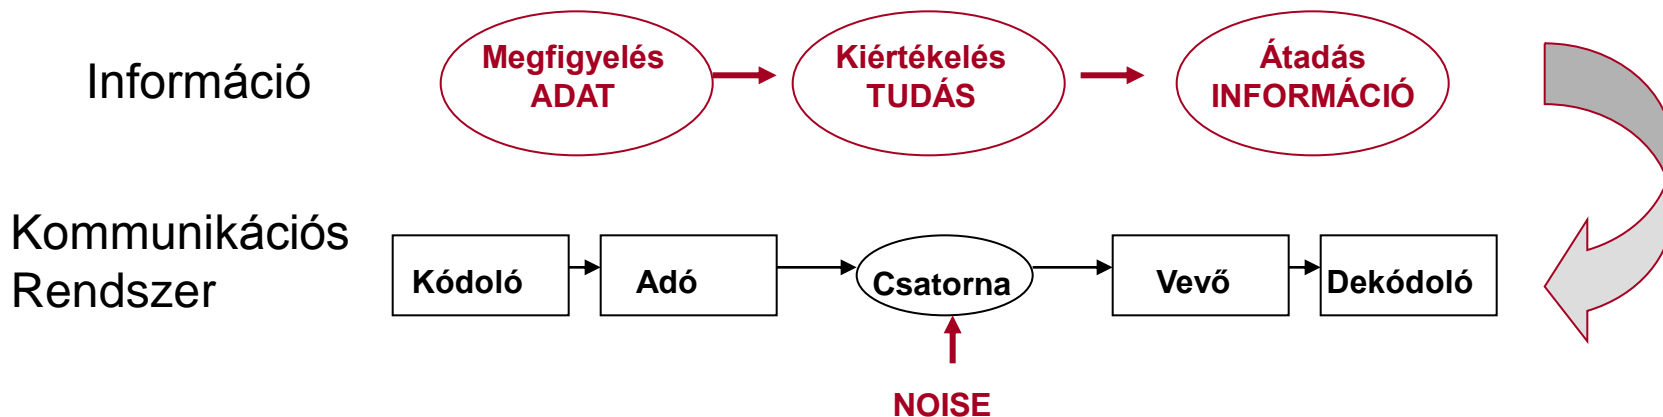 Információ
Megfigyelés
ADAT
Kiértékelés
TUDÁS
Átadás
INFORMÁCIÓ
Kommunikációs
Rendszer
Kódoló
Adó
Csatorna
Vevő
Dekódoló
NOISE